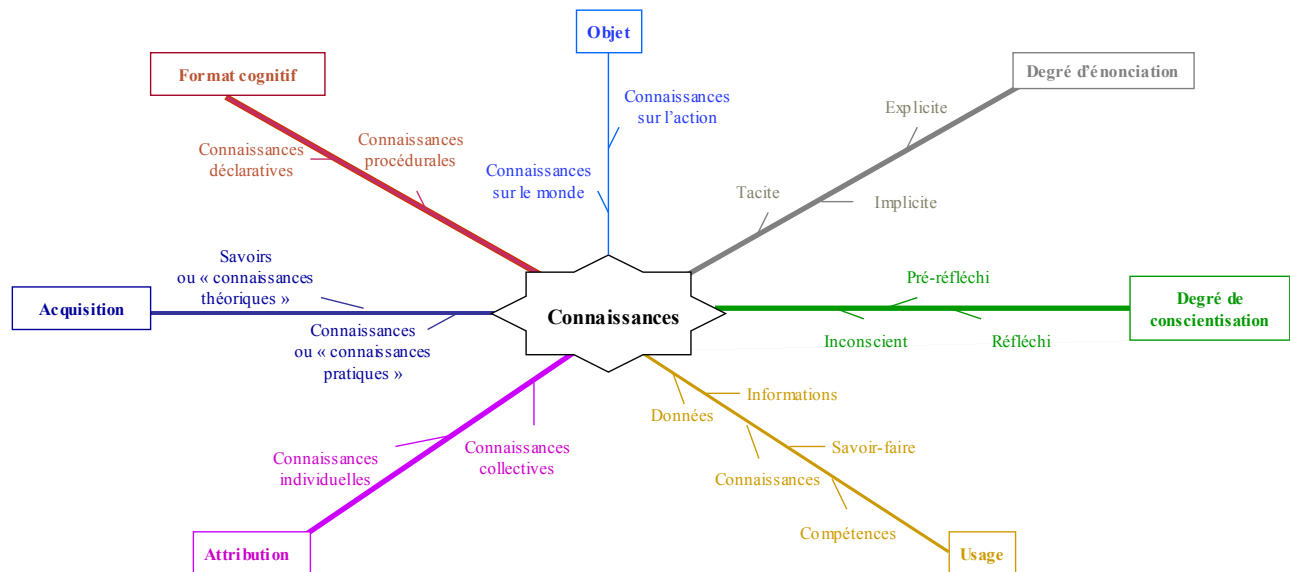 Objet
Format cognitif
Degré d'énonciation
Connaissances
sur l'action
Explicite
Connaissances
procédurales
Connaissances
déclaratives
Connaissances
sur le monde
Tacite
Implicite
Savoirs
ou « connaissances
théoriques »
Pré-réfléchi
Acquisition
Connaissances
Degré de
conscientisation
Connaissances
ou « connaissances
pratiques »
Inconscient
Réfléchi
Informations
Données
Connaissances
collectives
Savoir-faire
Connaissances
individuelles
Connaissances
Compétences
Attribution
Usage